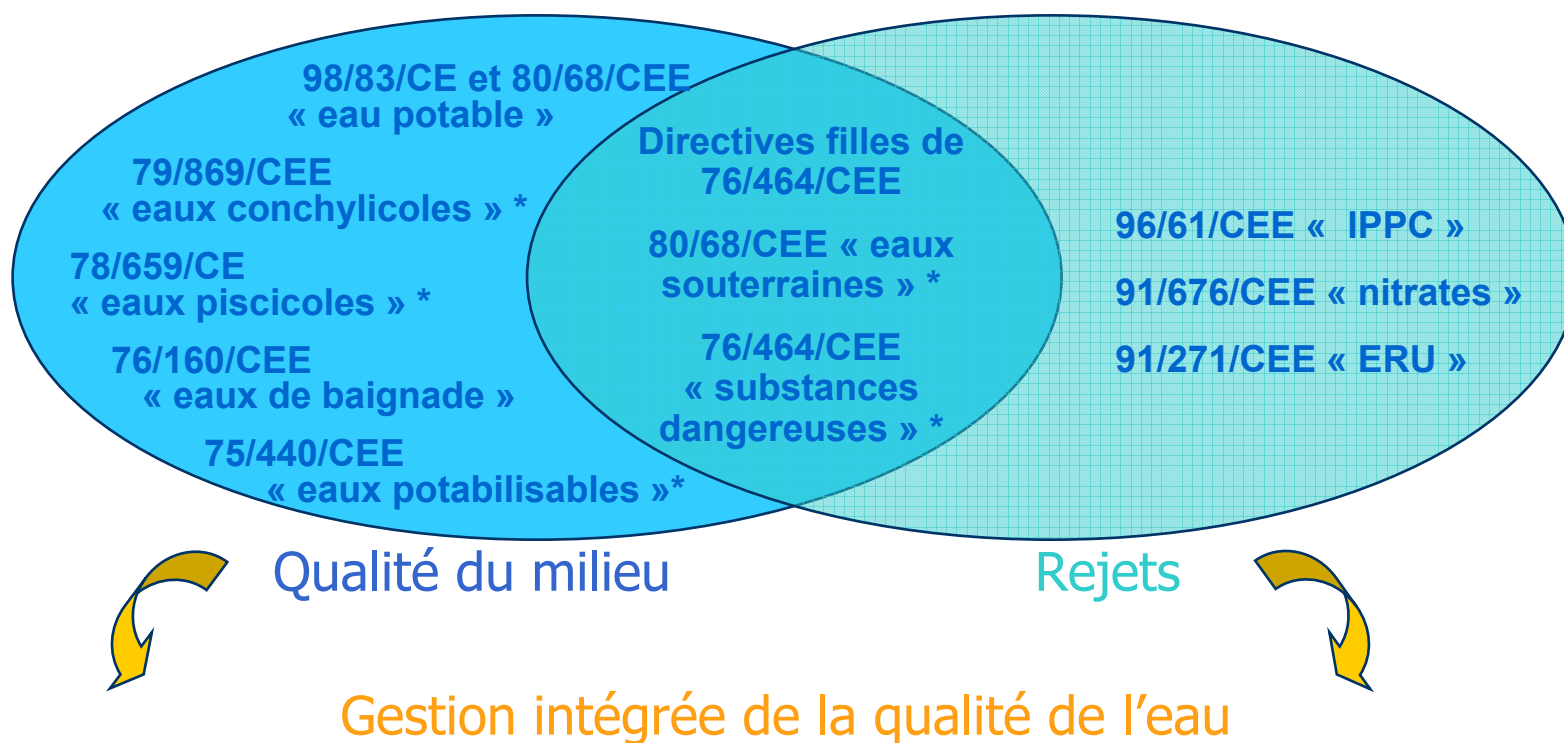 98/83/CE et 80/68/CEE
« eau potable »
79/869/CEE
« eaux conchylicoles » *
78/659/CE
« eaux piscicoles » *
76/160/CEE
« eaux de baignade »
75/440/CEE
« eaux potabilisables »*
Directives filles de
76/464/CEE
80/68/CEE « eaux
souterraines » *
76/464/CEE
« substances
dangereuses » *
96/61/CEE « IPPC »
91/676/CEE « nitrates »
91/271/CEE « ERU »
Qualité du milieu
Rejets
Gestion intégrée de la qualité de l’eau